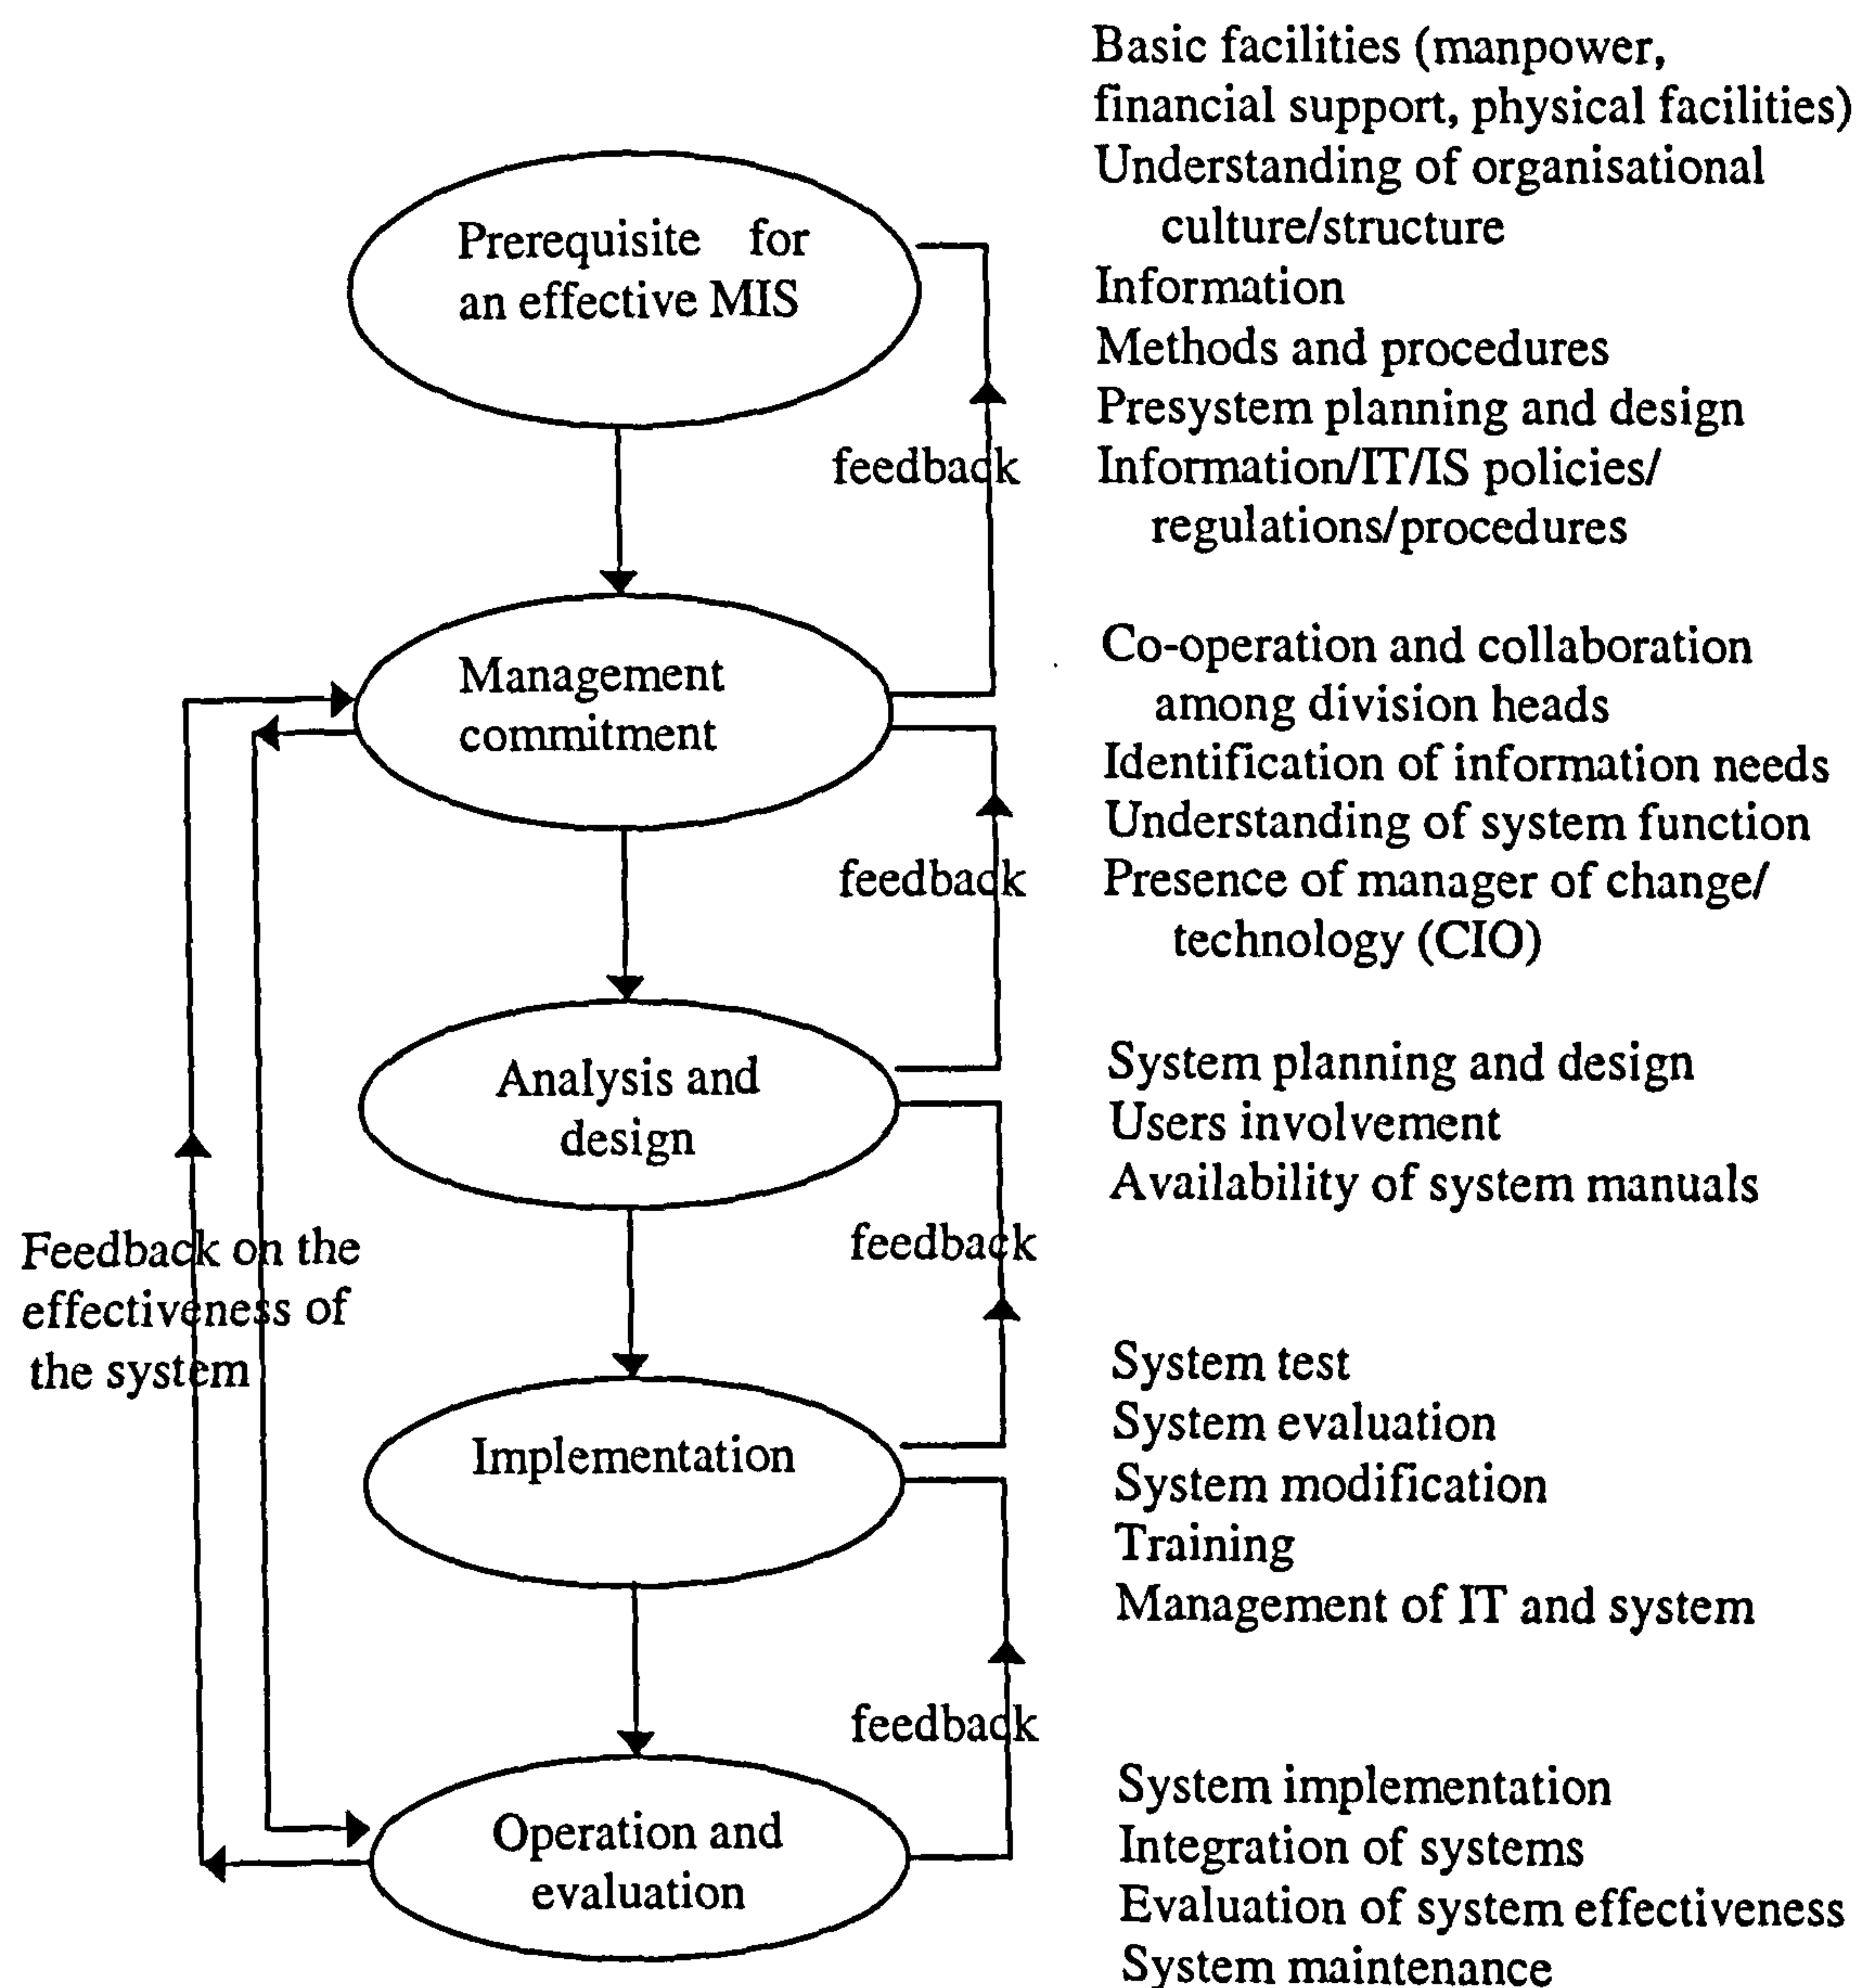 Basic facilities (manpower,
financial support, physical facilities)
Understanding of organisational
culture/structure
Information
Methods and procedures
Presystem planning and design
Information/IT/IS policies/
regulations/procedures
Prerequisite for
an effective MIS
feedback
Management
commitment
Co-operation and collaboration
among division heads
Identification of information needs
Understanding of system function
Presence of manager of change/
technology (CIO)
feedback
Analysis and
design
System planning and design
Users involvement
Availability of system manuals
feedback
Feedback on the
effectiveness of
the system
Implementation
System test
System evaluation
System modification
Training
Management of IT and system
feedback
Operation and
evaluation
System implementation
Integration of systems
Evaluation of system effectiveness
System maintenance